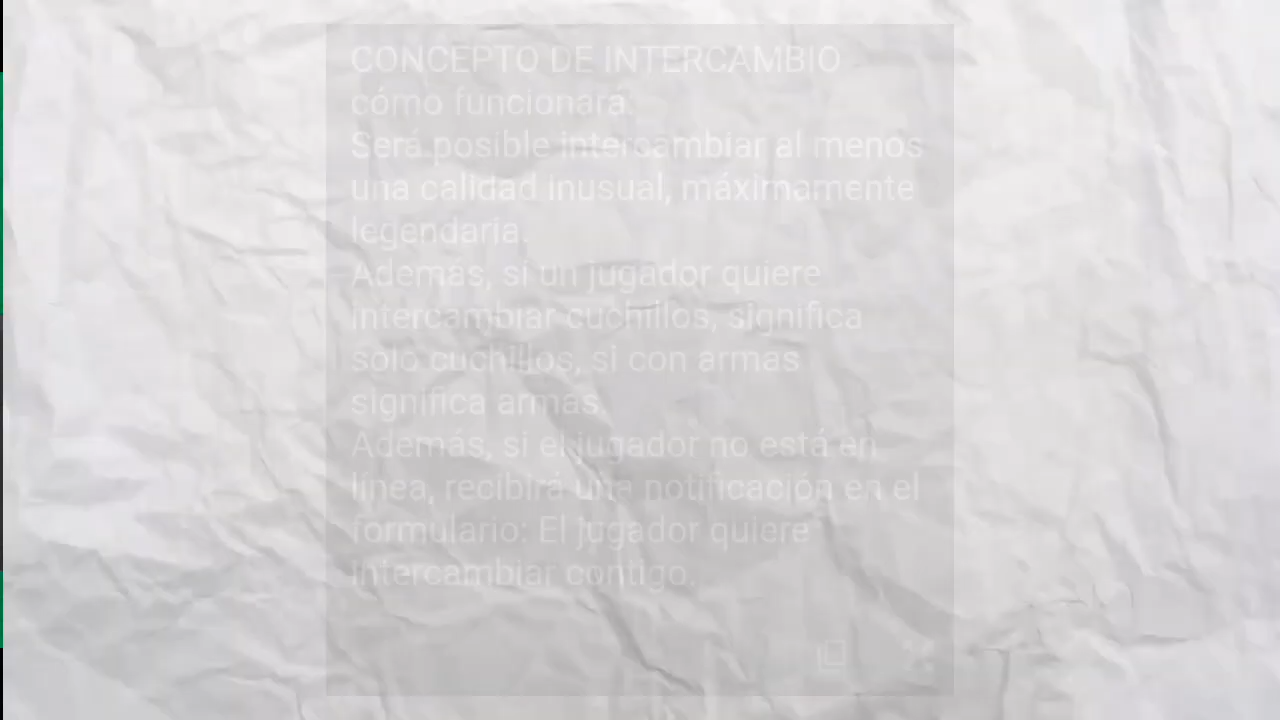 CONCEPTO DE INTERCAMBIO
cómo funcionara.
Será posible intercambiar al menos
una calidad inusual, máximamente
legendaria.
Además, si un jugador quiere
intercambiar cuchillos, significa
solo cuchillos, si con armas
significa armas.
Además, si el jugador no está en
línea, recibirá una notificación en el
formulario: El jugador quiere
intercambiar contigo.